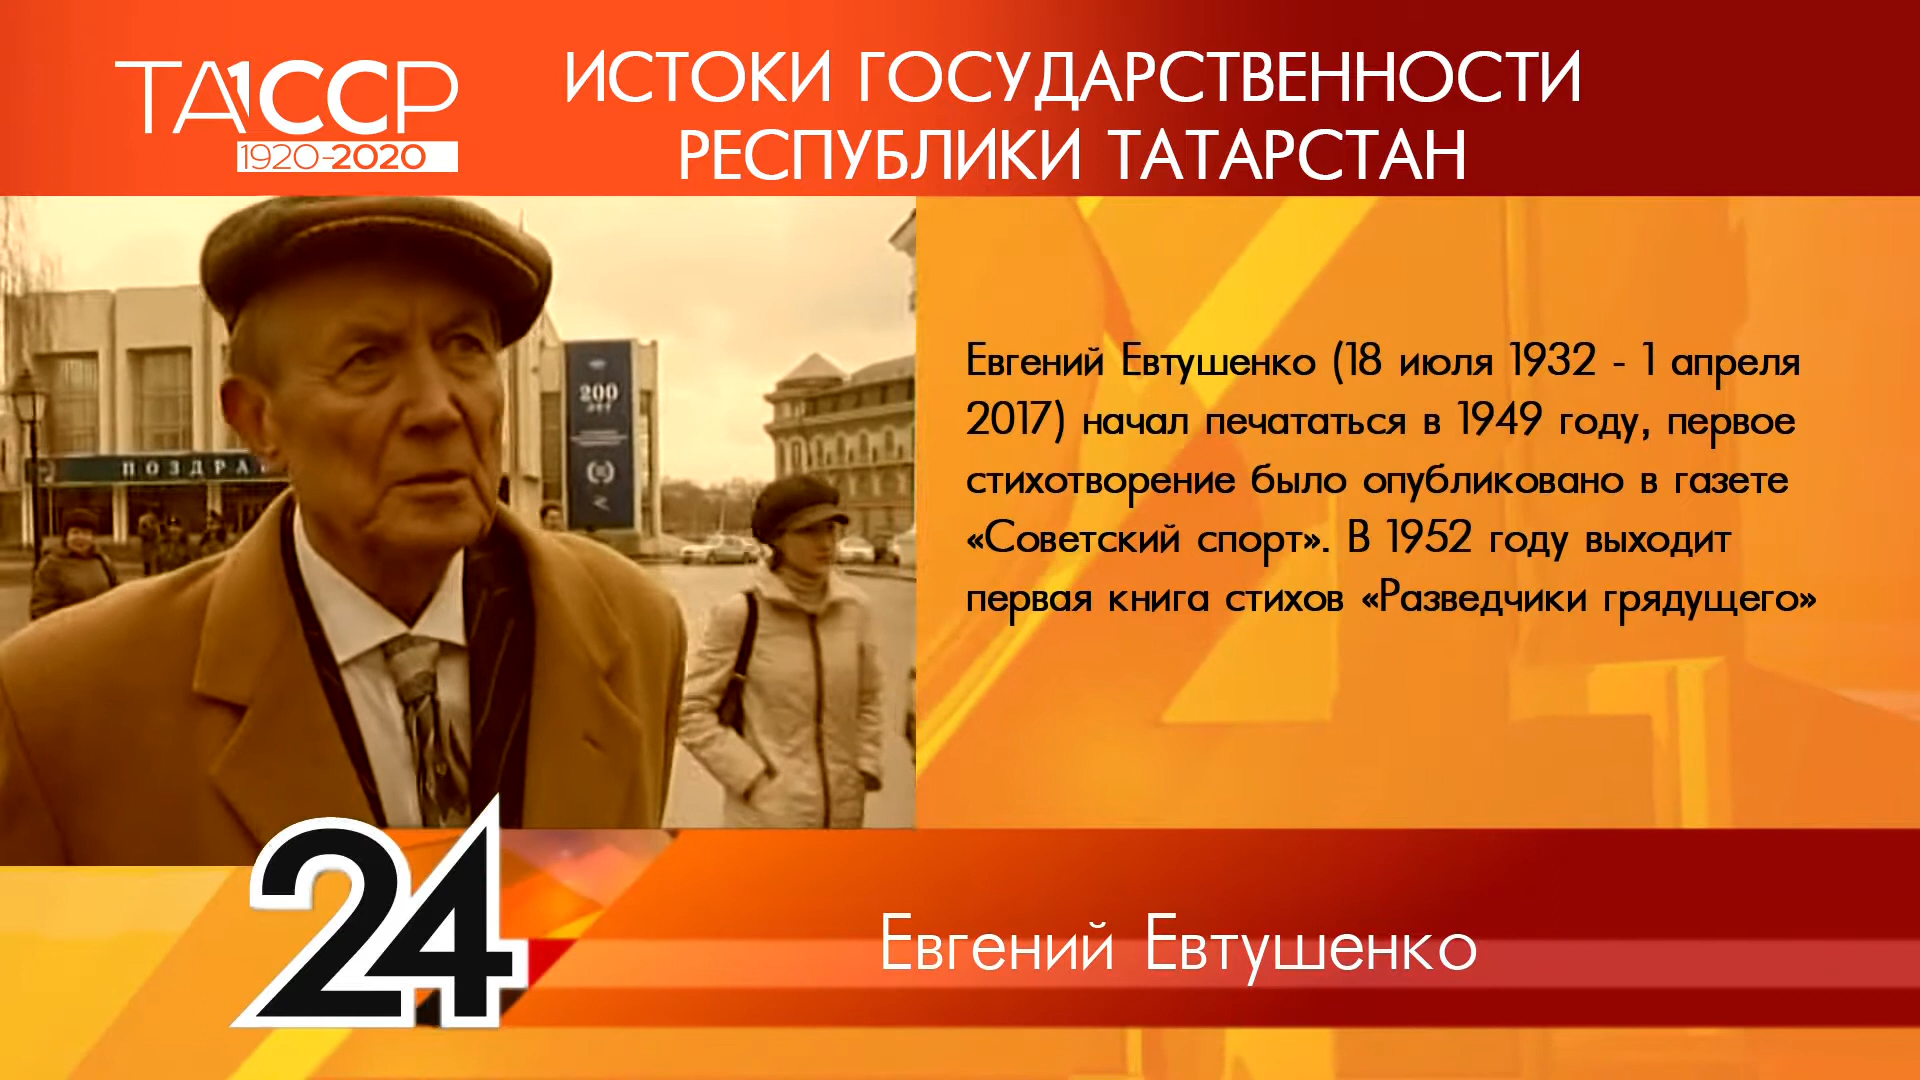 ТА1ССР
1920-2020
ИСТОКИ ГОСУДАРСТВЕННОСТИ
РЕСПУБЛИКИ ТАТАРСТАН
200
ЛЕТ
ПОЗДРА
Евгений Евтушенко (18 июля 1932 - 1 апреля
2017) начал печататься в 1949 году, первое
стихотворение было опубликовано в газете
«Советский спорт». В 1952 году выходит
первая книга стихов «Разведчики грядущего»
24
Евгений Евтушенко